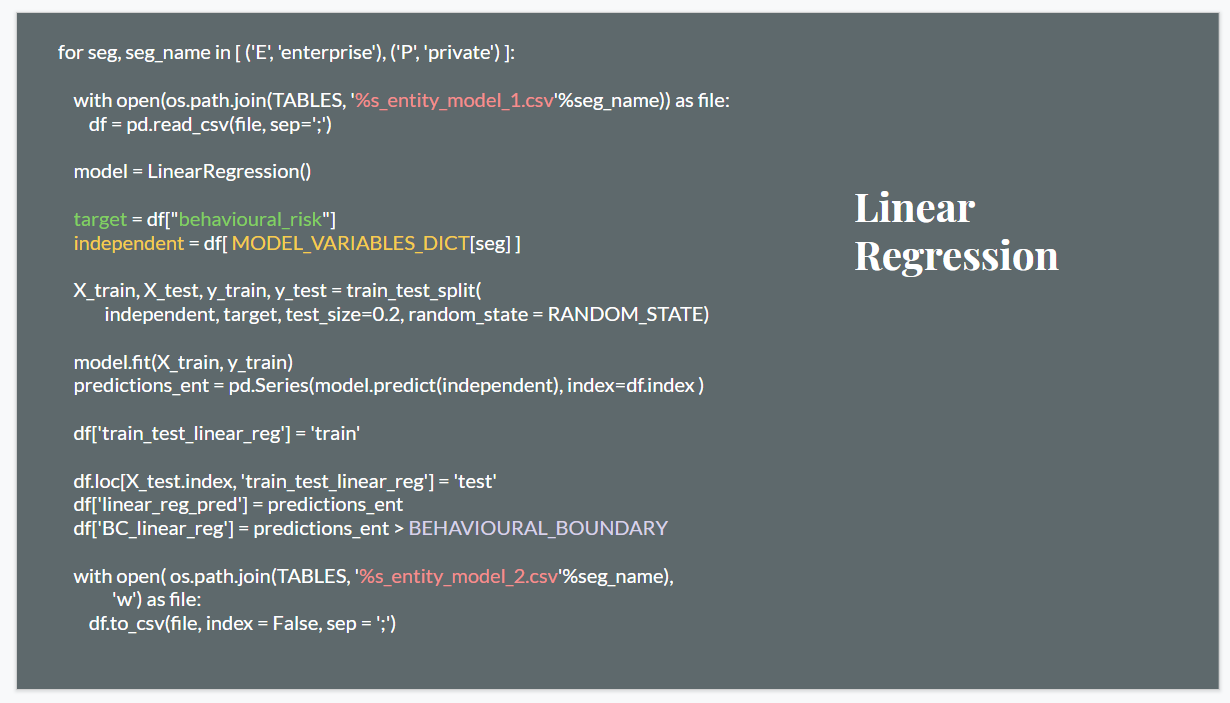 for seg, seg_name in [ ('E', 'enterprise'), ('P', 'private') ]:
with open(os.path.join(TABLES, '%s_entity_model_1.csv'%seg_name)) as file:
df = pd.read_csv(file, sep=';')
model = LinearRegression()
target = df["behavioural_risk"]
independent = df[ MODEL_VARIABLES_DICT[seg] ]
X_train, X_test, y_train, y_test = train_test_split(
independent, target, test_size=0.2, random_state = RANDOM_STATE)
model.fit(X_train, y_train)
predictions_ent = pd.Series(model.predict(independent), index=df.index )
df['train_test_linear_reg'] = 'train'
df.loc[X_test.index, 'train_test_linear_reg'] = 'test'
df['linear_reg_pred'] = predictions_ent
df['BC_linear_reg'] = predictions_ent > BEHAVIOURAL_BOUNDARY
with open( os.path.join(TABLES, '%s_entity_model_2.csv'%seg_name),
'w') as file:
df.to_csv(file, index = False, sep = ';')
Linear
Regression